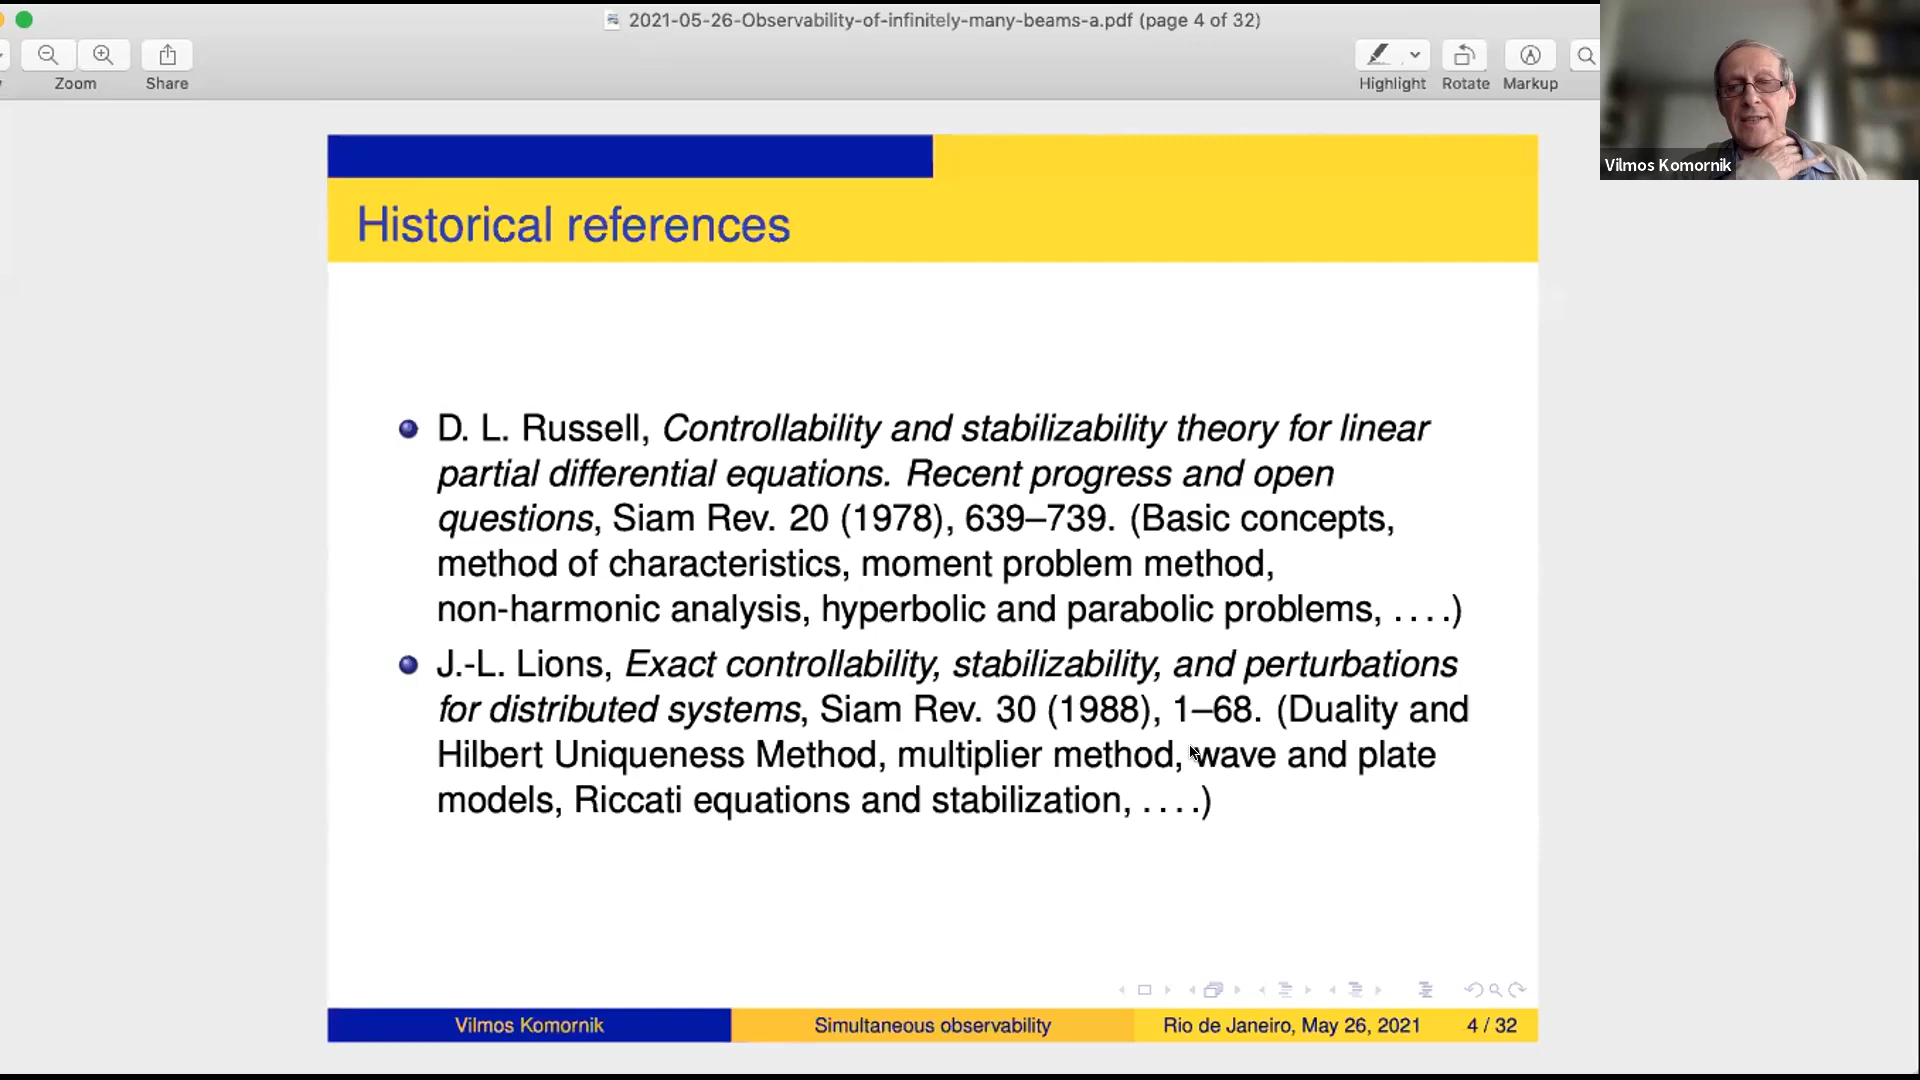 2021-05-26-Observability-of-infinitely-many-beams-a.pdf (page 4 of 32)
Zoom
Share
Highlight
Rotate
Markup
Vilmos Komornik
Historical references
D. L. Russell, Controllability and stabilizability theory for linear
partial differential equations. Recent progress and open
questions, Siam Rev. 20 (1978), 639–739. (Basic concepts,
method of characteristics, moment problem method,
non-harmonic analysis, hyperbolic and parabolic problems, . . . .)
J.-L. Lions, Exact controllability, stabilizability, and perturbations
for distributed systems, Siam Rev. 30 (1988), 1–68. (Duality and
Hilbert Uniqueness Method, multiplier method, wave and plate
models, Riccati equations and stabilization, . . . .)
Vilmos Komornik
Simultaneous observability
Rio de Janeiro, May 26, 2021
4 / 32